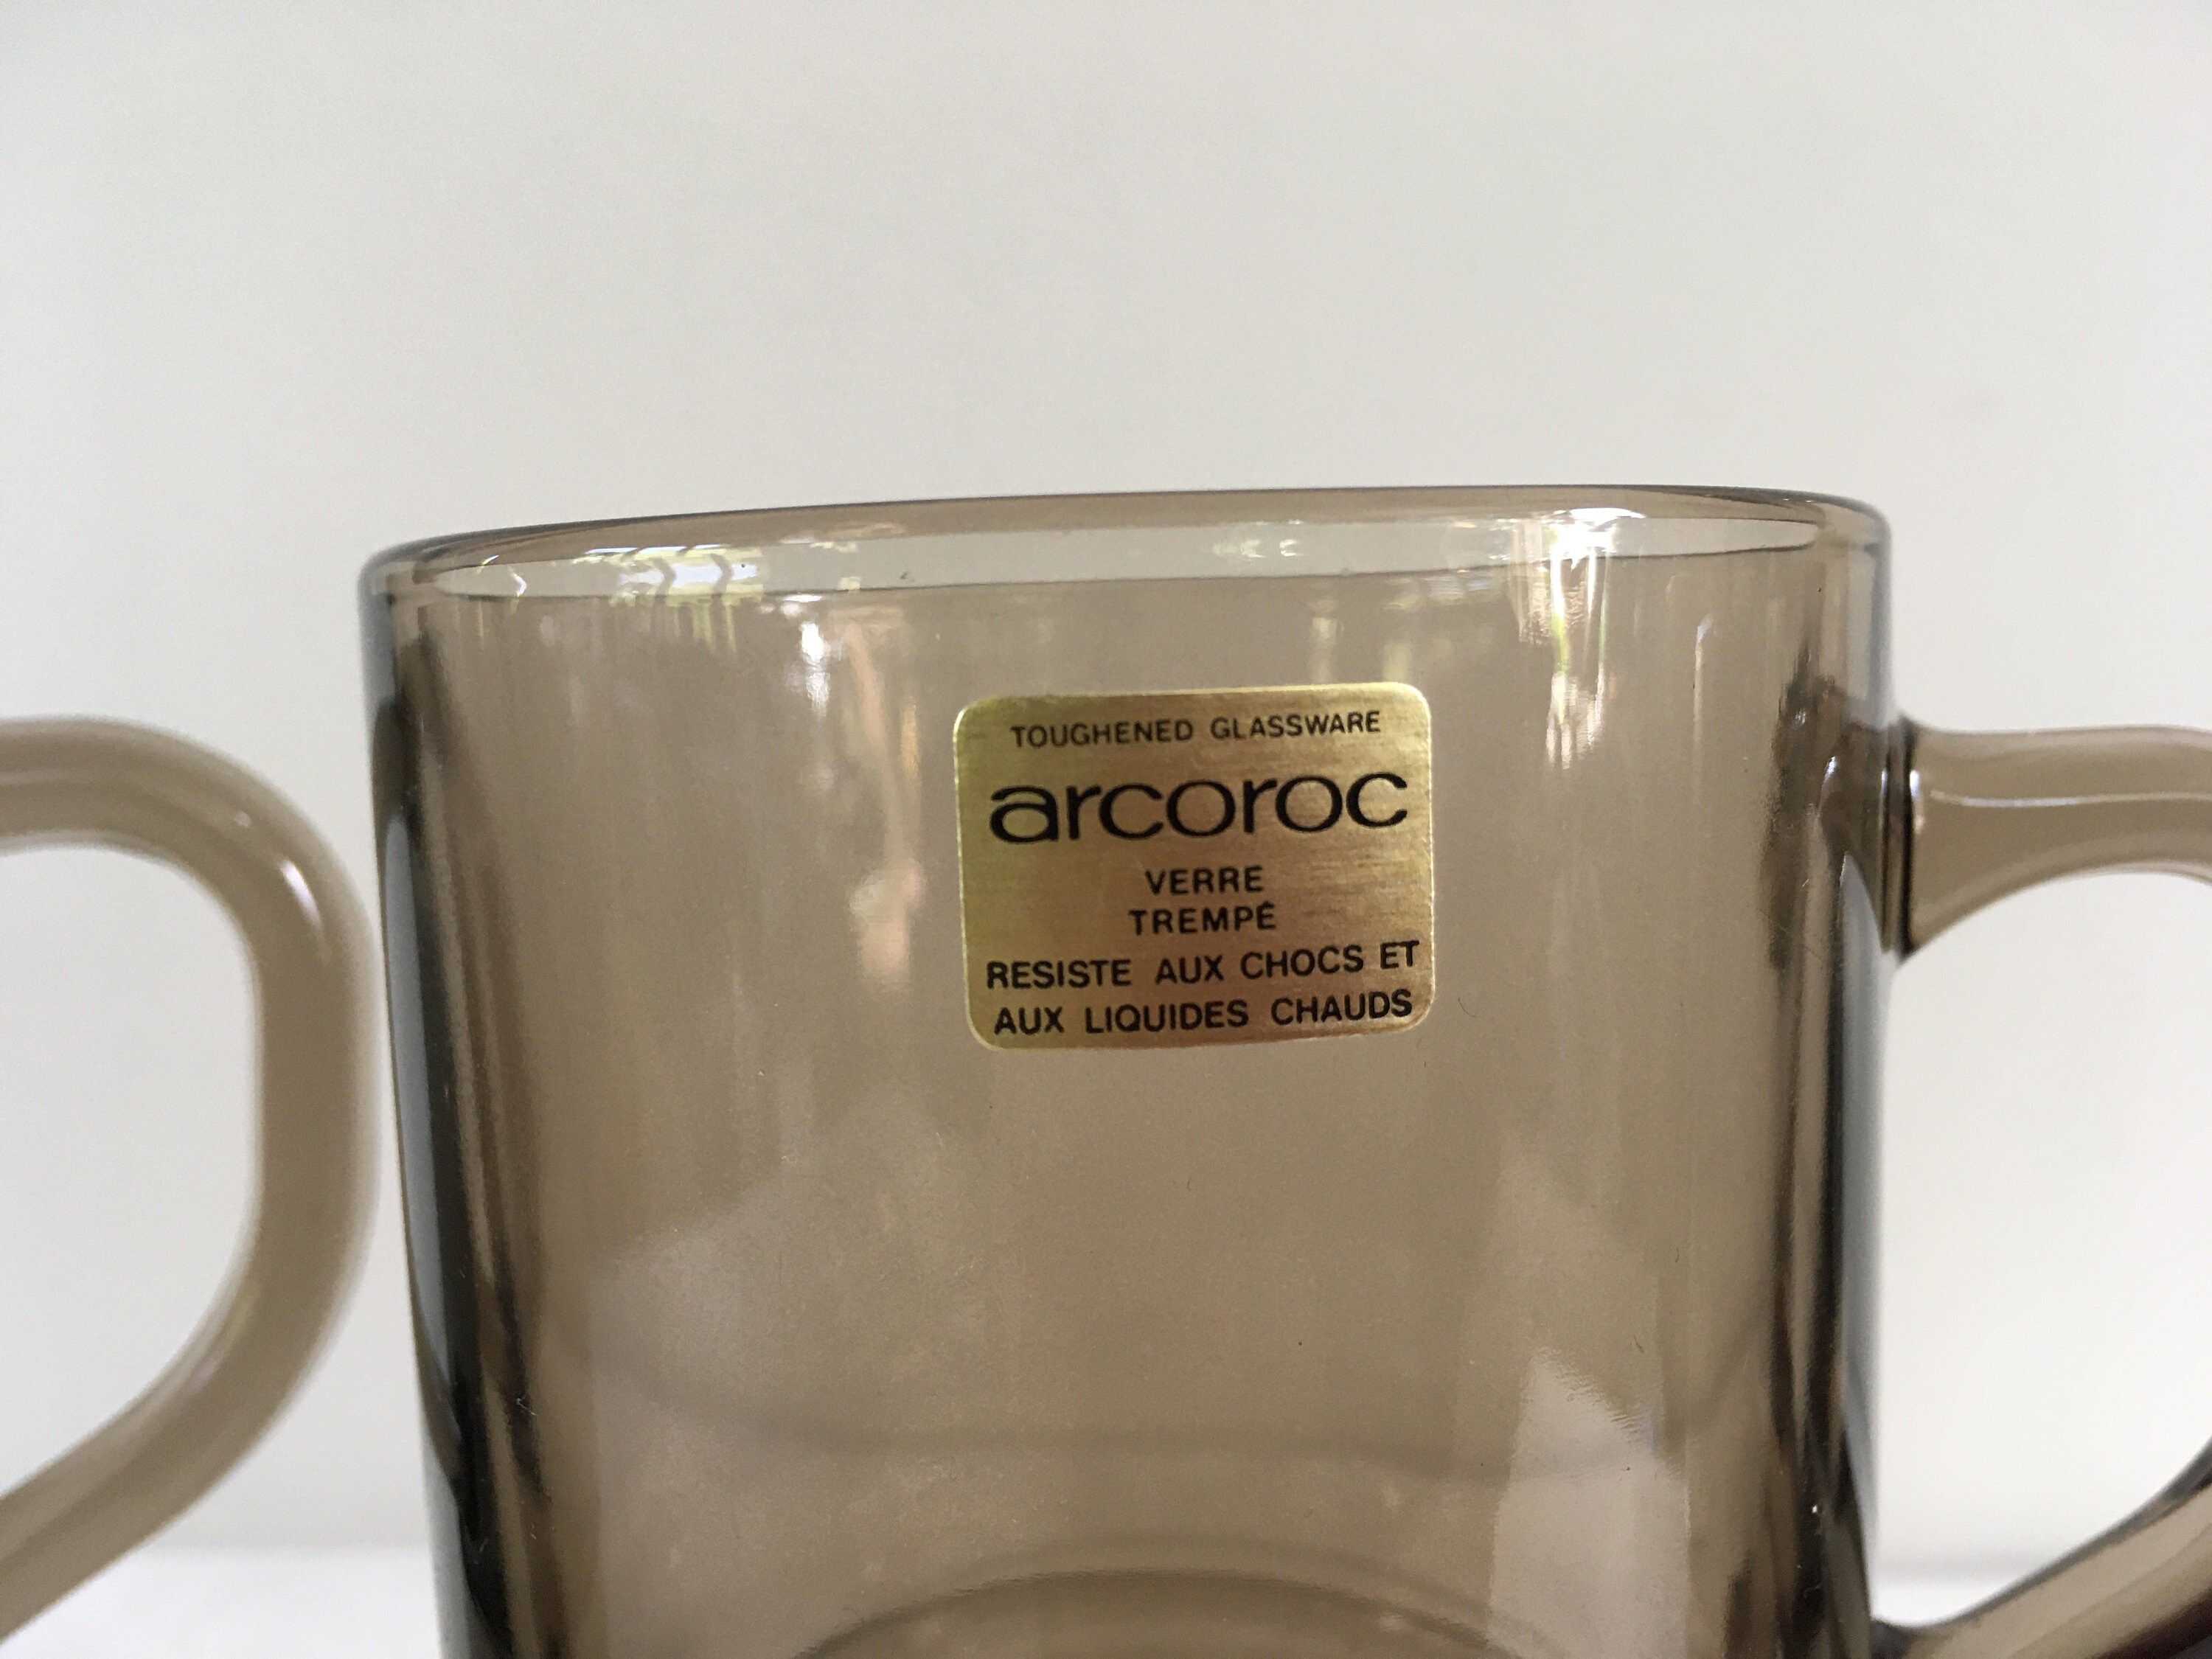 TOUGHENED GLASSWARE
arcoroc
VERRE
TREMPÉ
RESISTE AUX CHOCS ET
AUX LIQUIDES CHAUDS